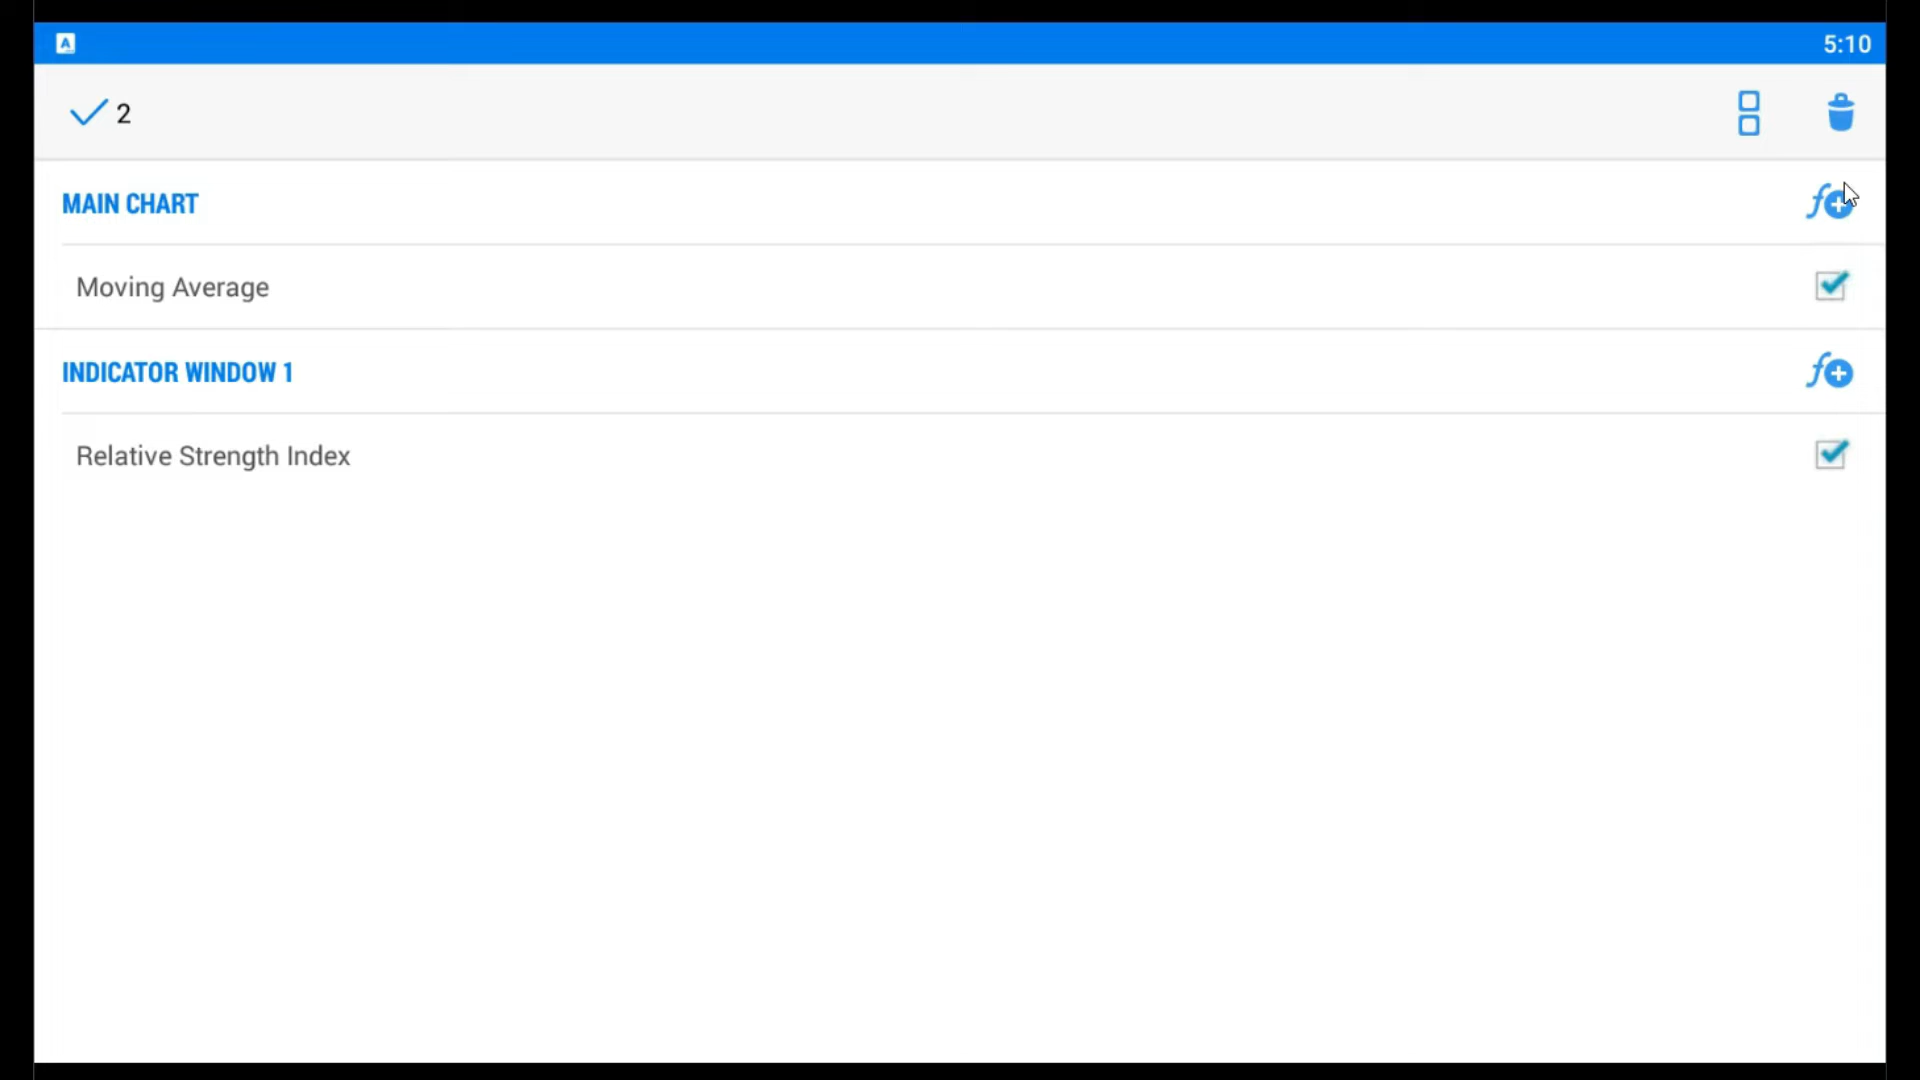 A
5:10
2
MAIN CHART
Moving Average
INDICATOR WINDOW 1
Relative Strength Index